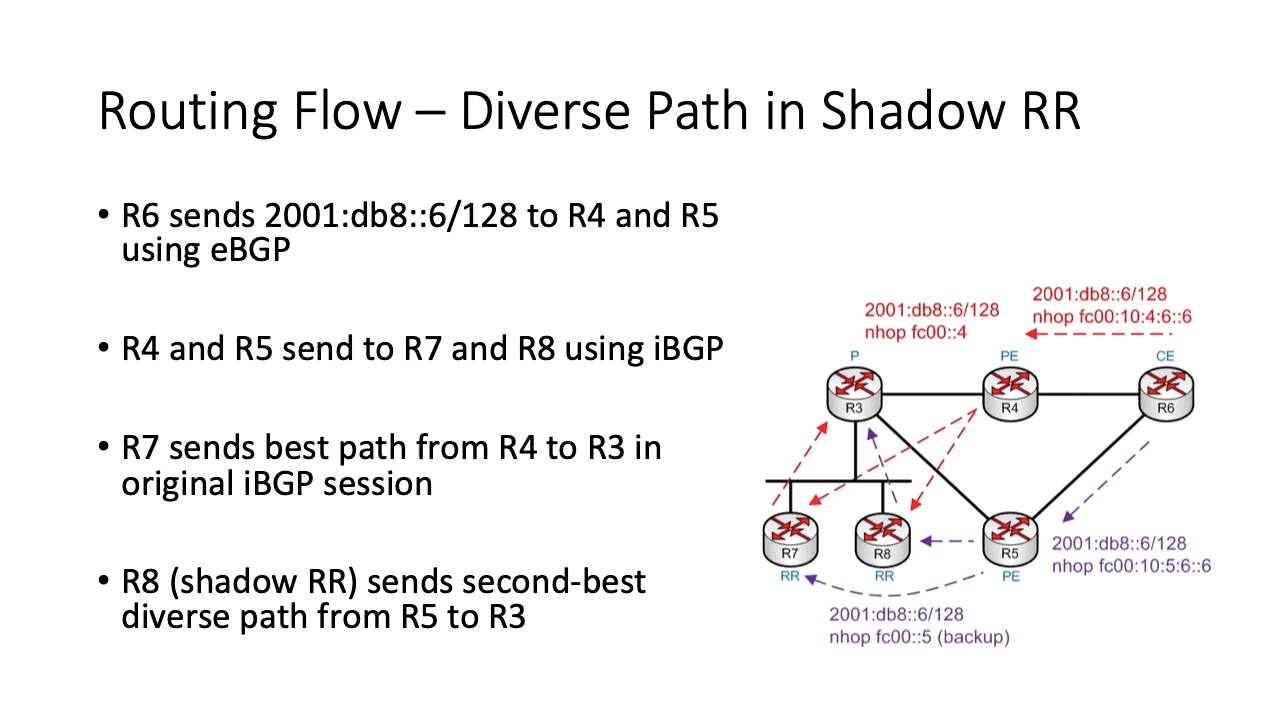 Routing Flow – Diverse Path in Shadow RR
• R6 sends 2001:db8::6/128 to R4 and R5
using eBGP
• R4 and R5 send to R7 and R8 using iBGP
• R7 sends best path from R4 to R3 in
original iBGP session
• R8 (shadow RR) sends second-best
diverse path from R5 to R3
2001:db8::6/128
nhop fc00::4
2001:db8::6/128
nhop fc00:10:4:6::6
P
PE
CE
R3
R4
R6
R7
R8
R5
RR
RR
PE
2001:db8::6/128
nhop fc00:10:5:6::6
2001:db8::6/128
nhop fc00::5 (backup)